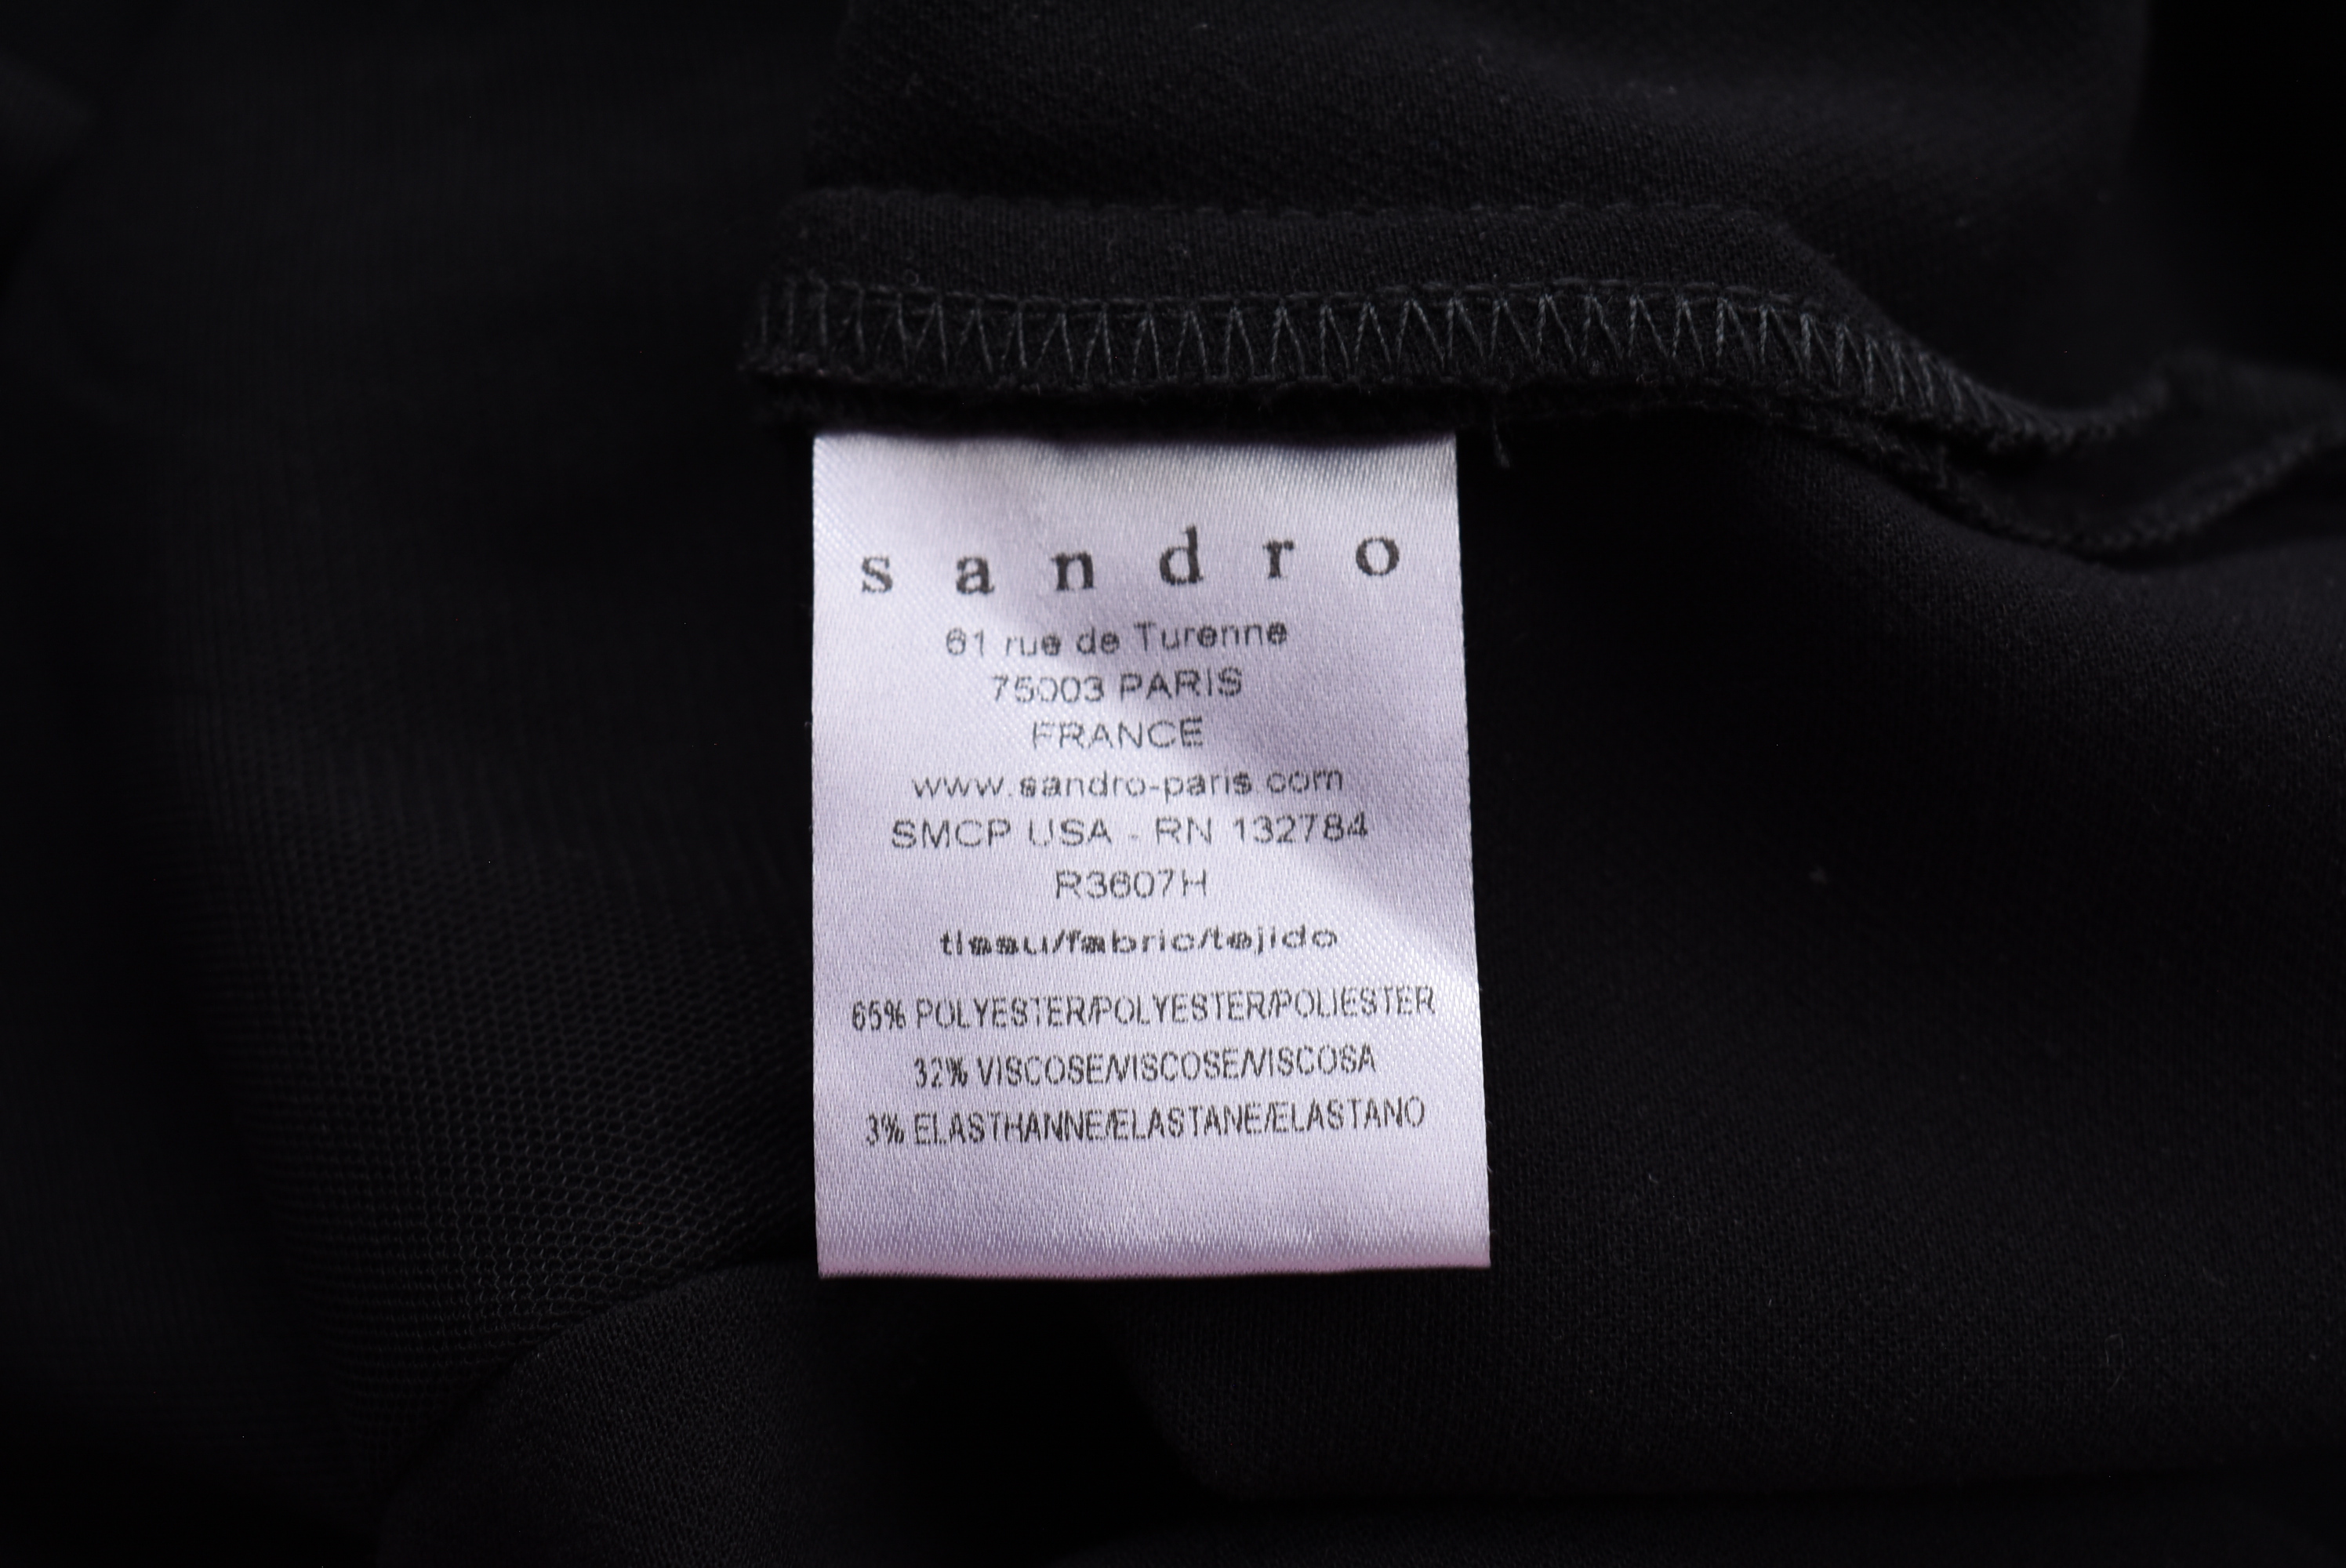 sandro
61 rue de Turenne
75003 PARIS
FRANCE
www.sandro-paris.com
SMCP USA - RN 132784
R3607H
tissu/fabric/tejido
65% POLYESTER/POLYESTER/POLIESTER
32% VISCOSE/VISCOSE/VISCOSA
3% ELASTHANNE/ELASTANE/ELASTANO